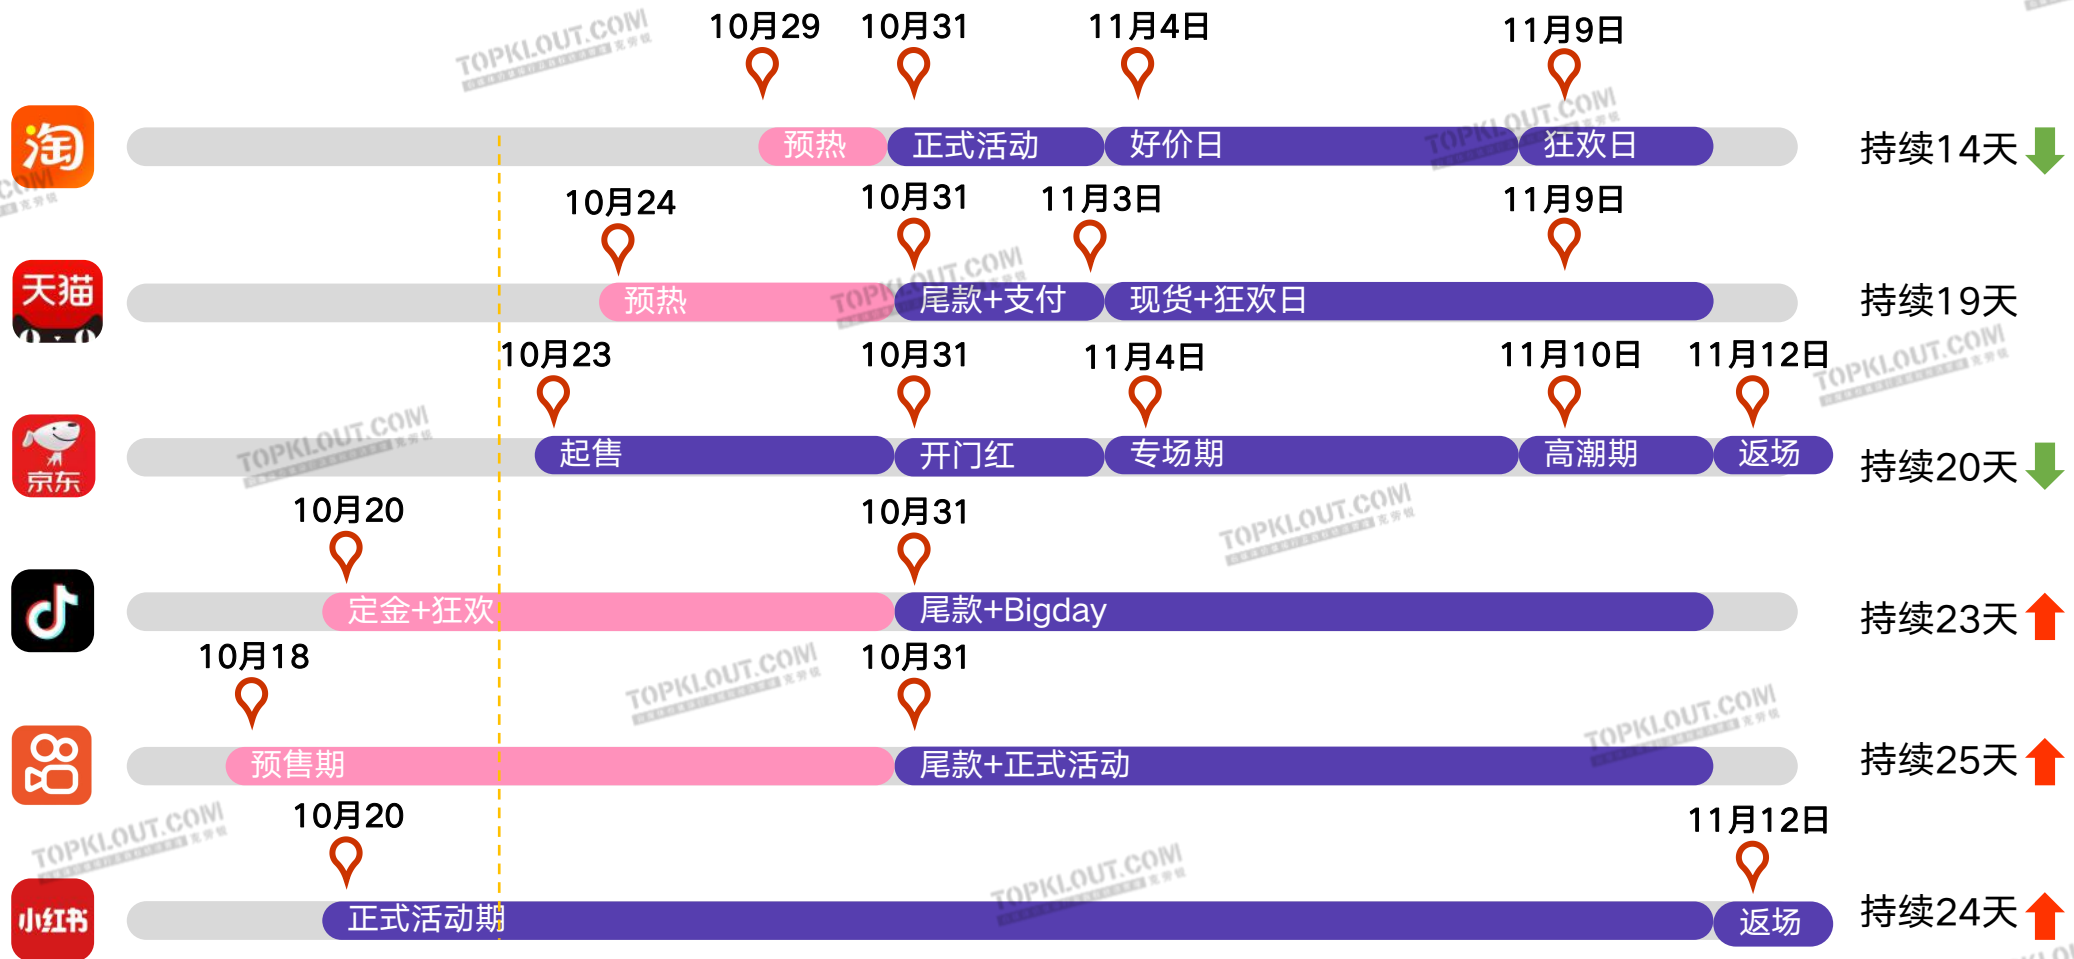 10月29
10月31
11月4日
11月9日
淘
预热
正式活动
好价日
狂欢日
持续14天
10月24
10月31
11月3日
11月9日
天猫
预热
尾款+支付
现货+狂欢日
持续19天
10月23
10月31
11月4日
11月10日
11月12日
京东
起售
开门红
专场期
高潮期
返场
持续20天
10月20
10月31
定金+狂欢
尾款+Bigday
持续23天
10月18
10月31
预售期
尾款+正式活动
持续25天
10月20
11月12日
小红书
正式活动期
返场
持续24天
TOPKLOUT.COM
克劳锐